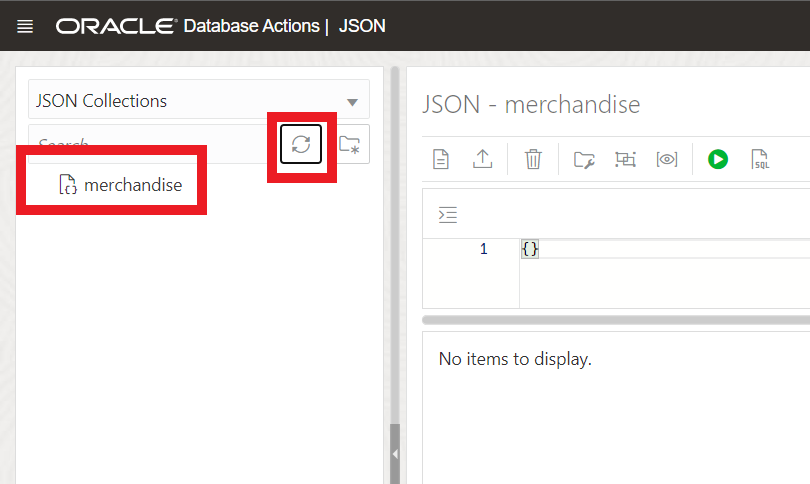 ORACLE® Database Actions | JSON
JSON Collections
Search
merchandise
JSON - merchandise
SQL
1 {}
No items to display.